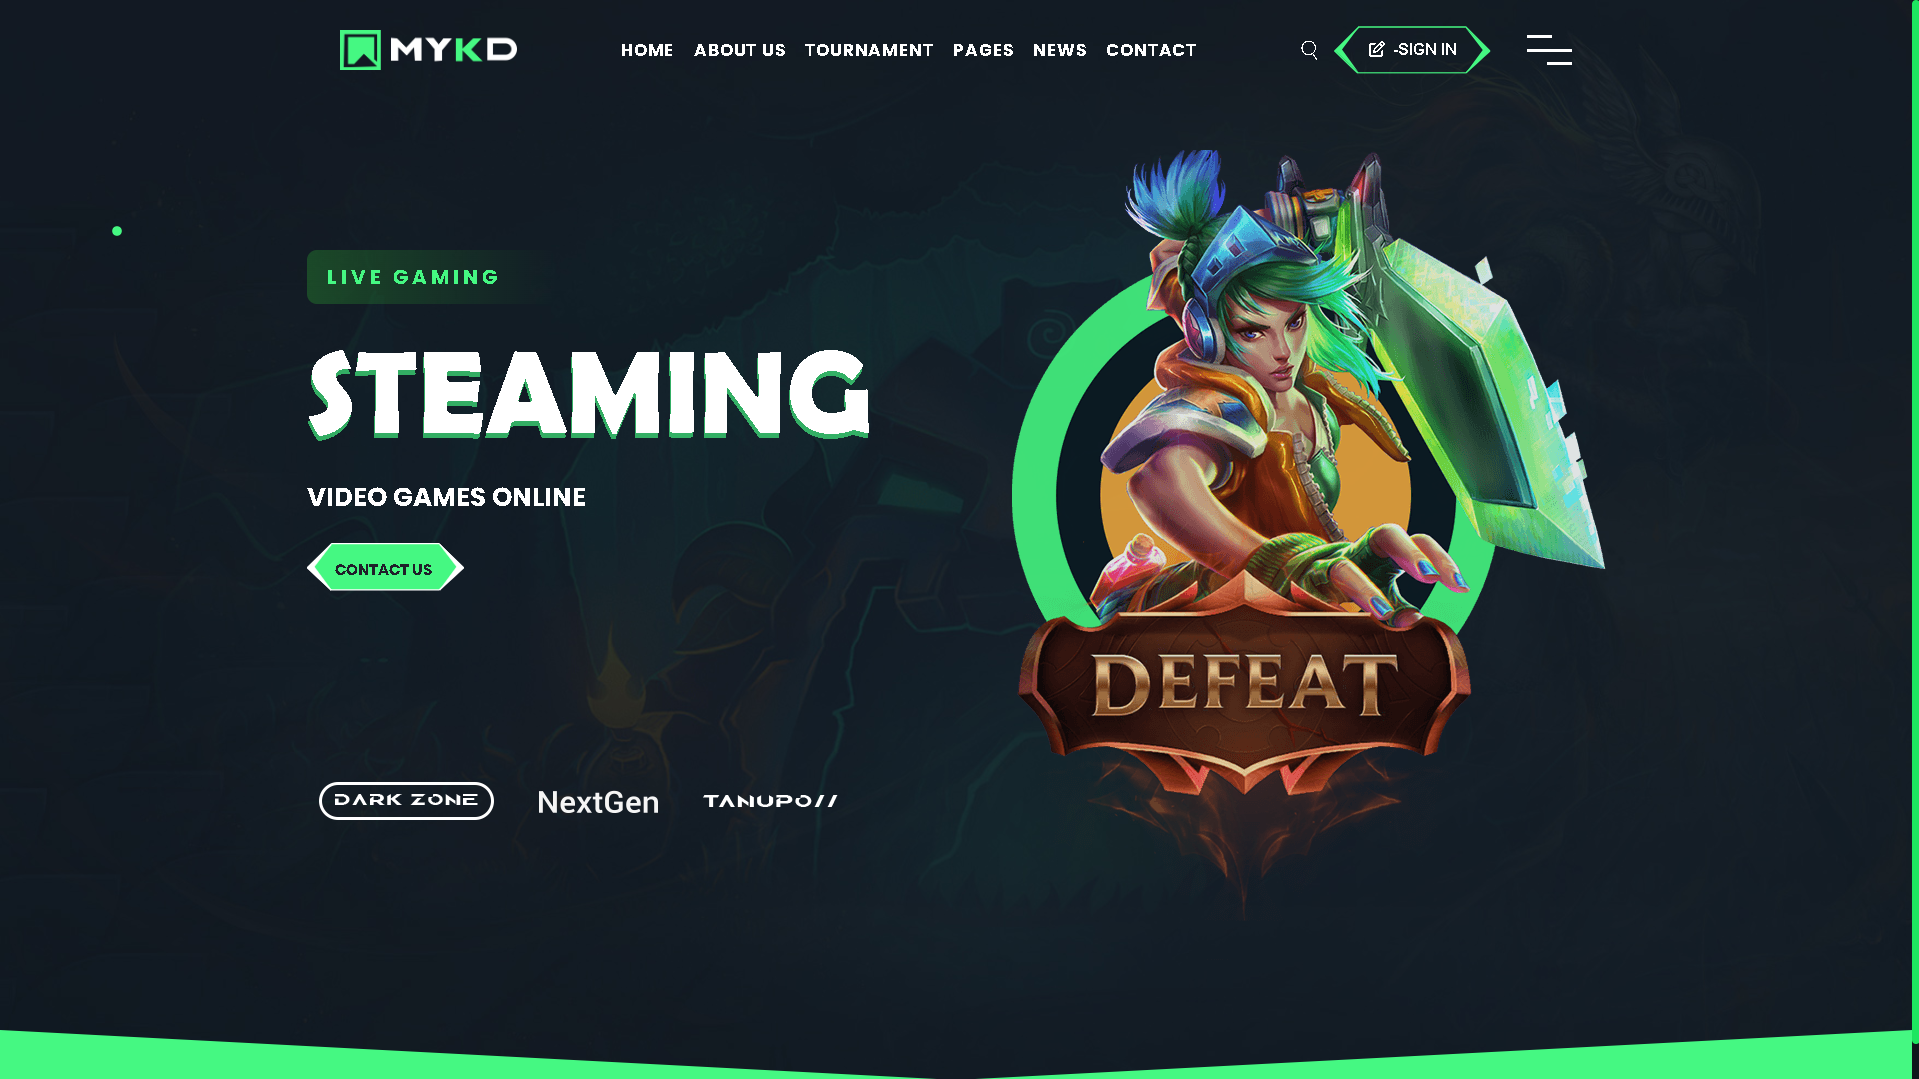 MYKD
HOME ABOUT US TOURNAMENT PAGES NEWS CONTACT
-SIGN IN
LIVE GAMING
STEAMING
VIDEO GAMES ONLINE
CONTACT US
DEFEAT
DARK ZONE
NextGen
TANUPO//